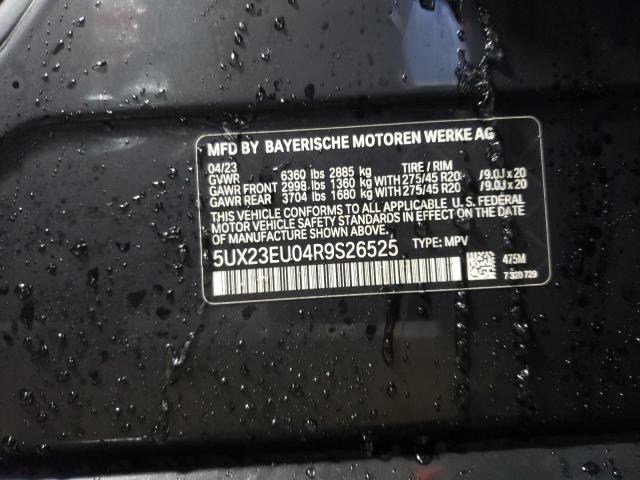 MFD BY BAYERISCHE MOTOREN WERKE AG
04/23
GVWR 6360 lbs 2885 kg TIRE / RIM
GAWR FRONT 2998 lbs 1360 kg WITH 275/45 R20 /9.0J x 20
GAWR REAR 3704 lbs 1680 kg WITH 275/45 R20 /9.0J x 20
THIS VEHICLE CONFORMS TO ALL APPLICABLE U.S. FEDERAL
MOTOR VEHICLE SAFETY STANDARDS IN EFFECT ON THE DATE OF
MANUFACTURE SHOWN ABOVE.
5UX23EU04R9S26525 TYPE: MPV
475M
7 320 729